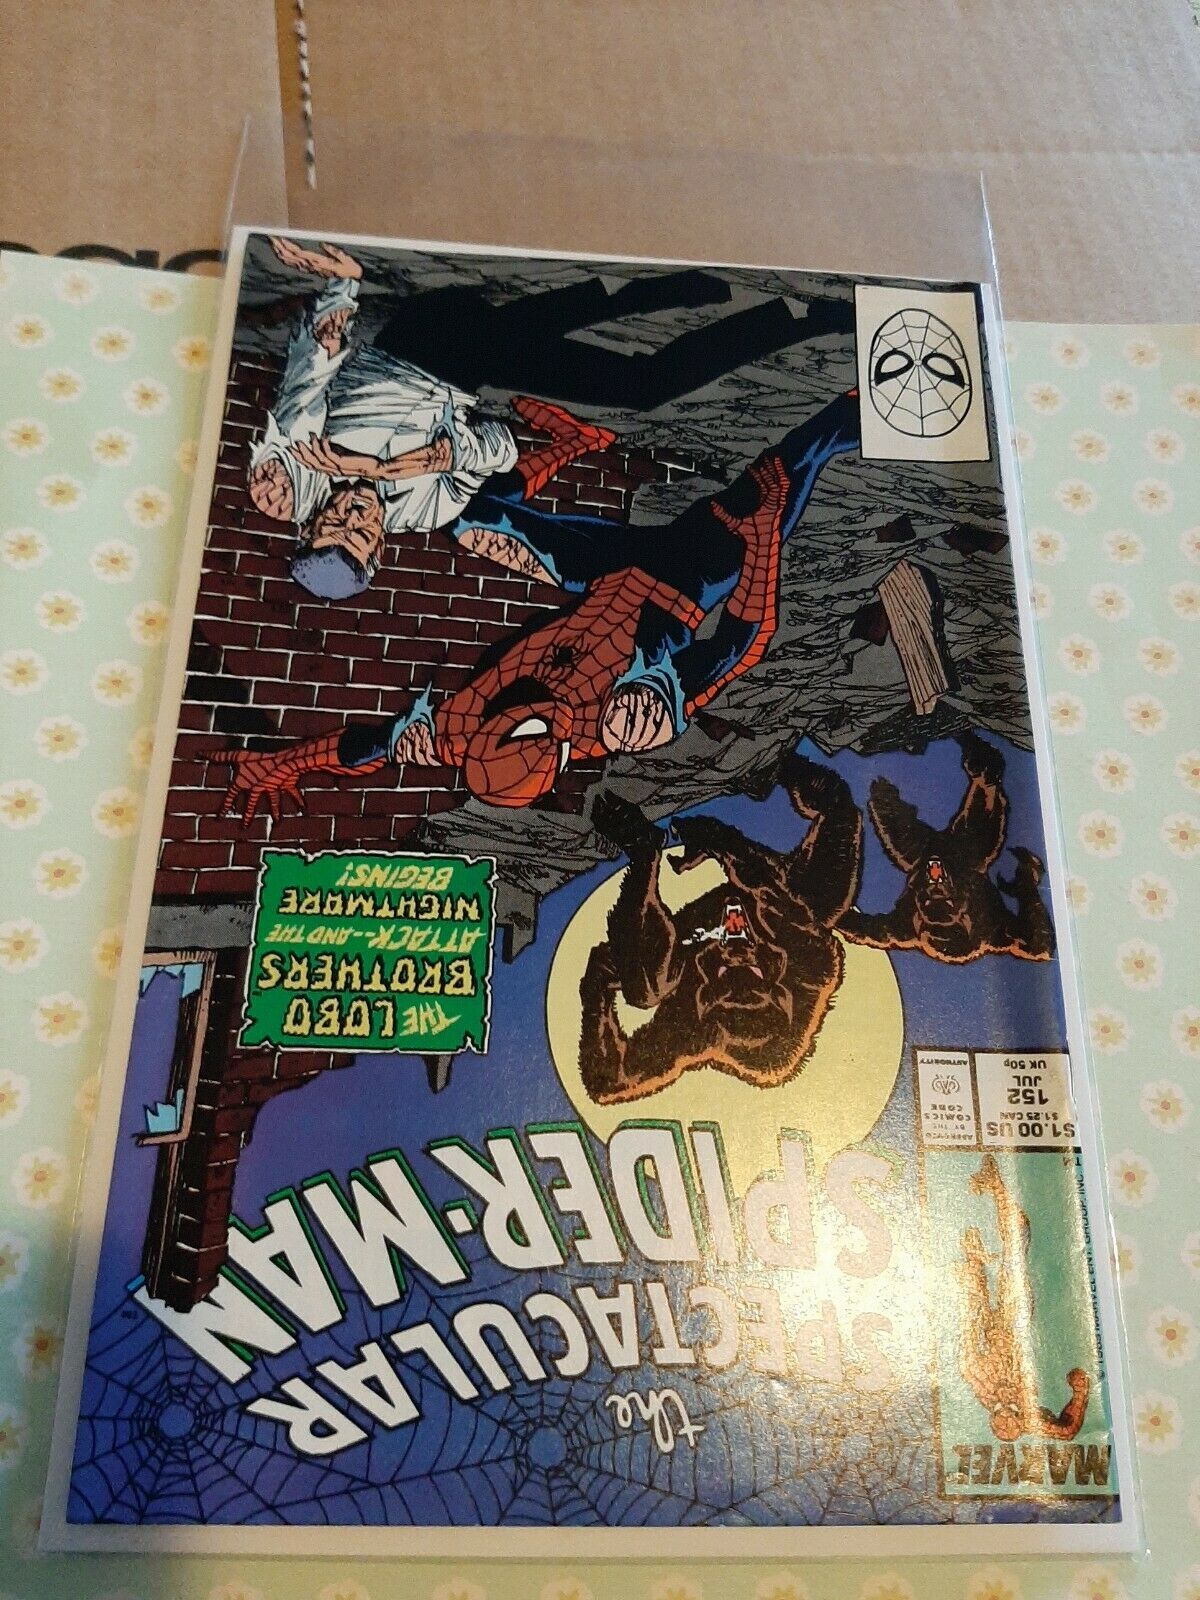 MARVEL
$1.00 US
$1.25 CAN
152
JUL
UK 50p
APPROVED
BY THE
COMICS
CODE
AUTHORITY
the
SPECTACULAR
SPIDER-MAN
THE LOBO
BROTHERS
ATTACK--AND THE
NIGHTMARE
BEGINS!